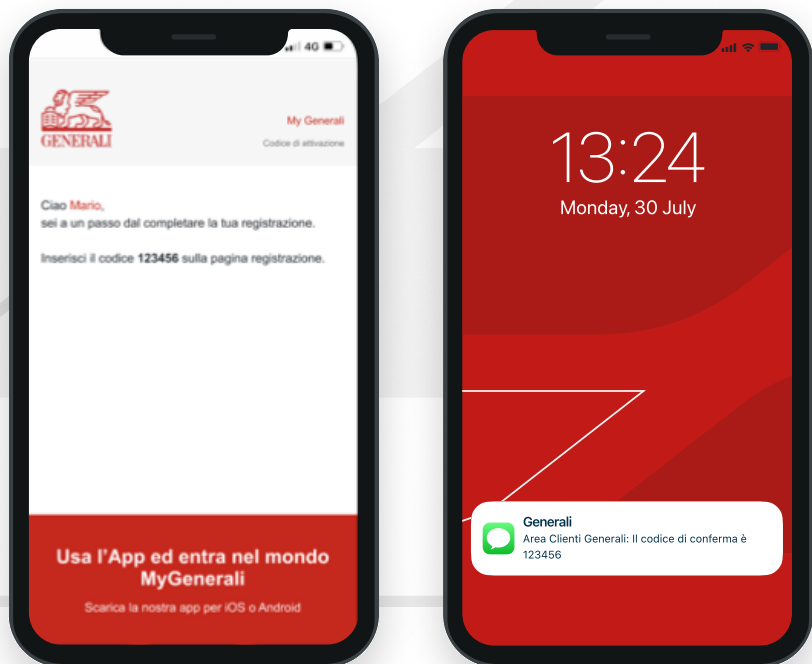 4G
GENERALI
My Generali
Codice di attivazione
Ciao Mario,
sei a un passo dal completare la tua registrazione.
Inserisci il codice 123456 sulla pagina registrazione.
Usa l'App ed entra nel mondo
MyGenerali
Scarica la nostra app per iOS o Android
13:24
Monday, 30 July
Generali
Area Clienti Generali: Il codice di conferma è
123456